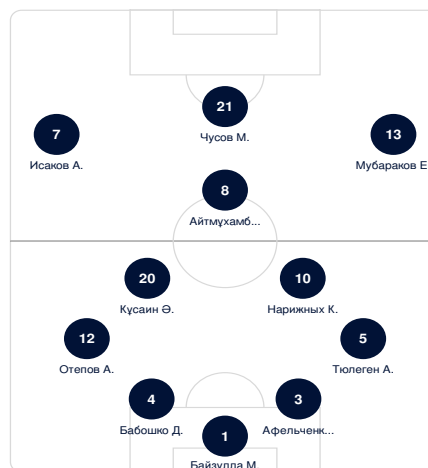 21
Чусов М.
7
Исаков А.
13
Мубараков Е
8
Айтмұхамб...
20
Құсаин Ә.
10
Нарижных К.
12
Отепов А.
5
Тюлеген А.
4
Бабошко Д.
3
Афельченк...
1
Байзулла М